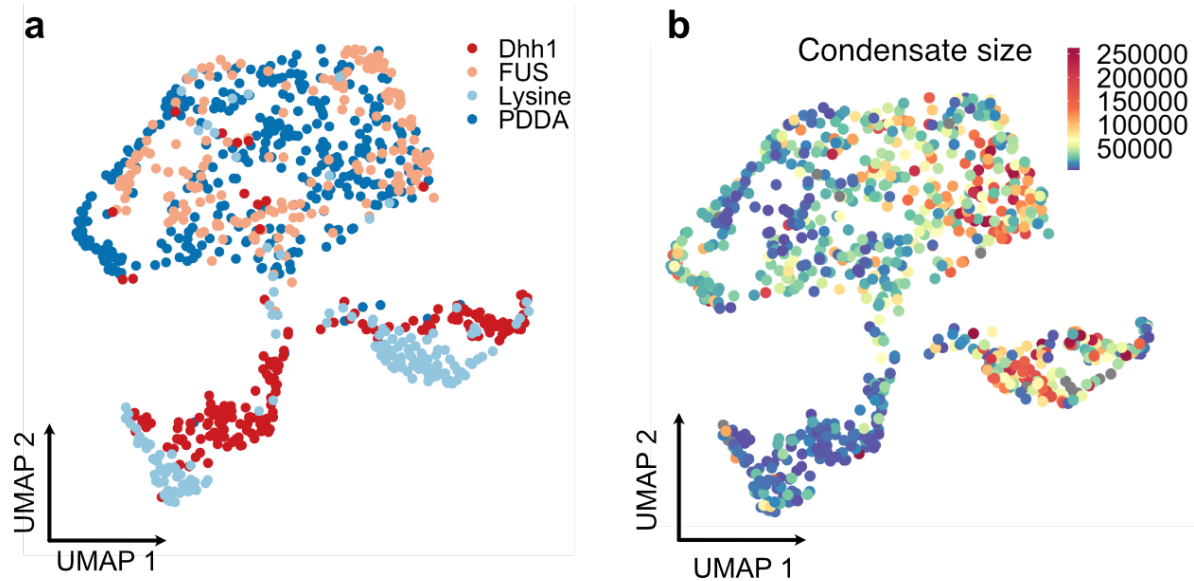 a
Dhh1
FUS
Lysine
PDDA
UMAP 2
UMAP 1
b
Condensate size
250000
200000
150000
100000
50000
UMAP 2
UMAP 1